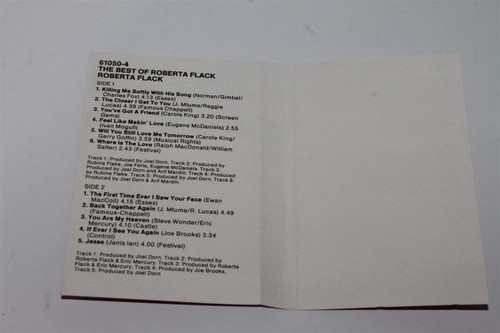 61050-4
THE BEST OF ROBERTA FLACK
ROBERTA FLACK
SIDE 1
1. Killing Me Softly With His Song (Norman/Gimbel/
Charles Fox) 4.13 (Essex)
2. The Closer I Get To You (J. Mtume/Reggie
Lucas) 4.39 (Famous Chappell)
3. You've Got A Friend (Carole King) 3.20 (Screen
Gems)
4. Feel Like Makin' Love (Eugene McDaniels) 2.55
(Ivan Mogull)
5. Will You Still Love Me Tomorrow (Carole King/
Gerry Goffin) 3.59 (Musical Rights)
6. Where Is The Love (Ralph MacDonald/William
Salter) 2.43 (Festival)
Track 1: Produced by Joel Dorn. Track 2: Produced by
Rubina Flake, Joe Ferla, Eugene McDaniels. Track 3:
Produced by Joel Dorn and Arif Mardin. Track 4: Produced
by Rubina Flake. Track 5: Produced by Joel Dorn. Track 6:
Produced by Joel Dorn & Arif Mardin.
SIDE 2
1. The First Time Ever I Saw Your Face (Ewan
MacColl) 4.15 (Essex)
2. Back Together Again (J. Mtume/R. Lucas) 4.49
(Famous-Chappell)
3. You Are My Heaven (Stevie Wonder/Eric
Mercury) 4.10 (Castle)
4. If Ever I See You Again (Joe Brooks) 3.34
(Control)
5. Jesse (Janis Ian) 4.00 (Festival)
Track 1: Produced by Joel Dorn. Track 2: Produced by Roberta
Flack & Eric Mercury. Track 3: Produced by Roberta
Flack & Eric Mercury. Track 4: Produced by Joe Brooks.
Track 5: Produced by Joel Dorn